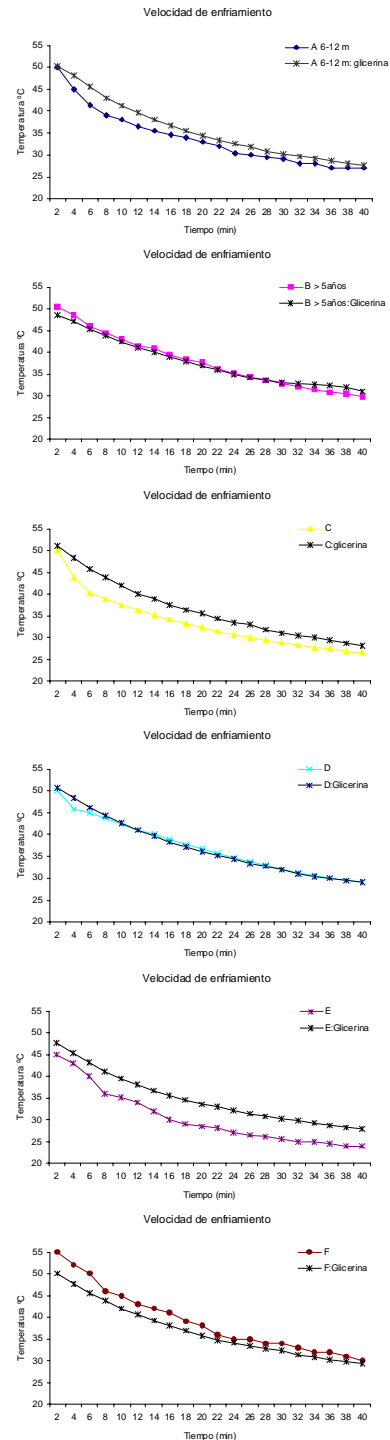 Velocidad de enfriamiento
A 6-12 m
A 6-12 m: glicerina
Temperatura ºC
55
50
45
40
35
30
25
20
2 4 6 8 10 12 14 16 18 20 22 24 26 28 30 32 34 36 38 40
Tiempo (min)
Velocidad de enfriamiento
B > 5años
B > 5años:Glicerina
Temperatura ºC
55
50
45
40
35
30
25
20
2 4 6 8 10 12 14 16 18 20 22 24 26 28 30 32 34 36 38 40
Tiempo (min)
Velocidad de enfriamiento
C
C:glicerina
Temperatura ºC
55
50
45
40
35
30
25
20
2 4 6 8 10 12 14 16 18 20 22 24 26 28 30 32 34 36 38 40
Tiempo (min)
Velocidad de enfriamiento
D
D:Glicerina
Temperatura ºC
55
50
45
40
35
30
25
20
2 4 6 8 10 12 14 16 18 20 22 24 26 28 30 32 34 36 38 40
Tiempo (min)
Velocidad de enfriamiento
E
E:Glicerina
Temperatura ºC
55
50
45
40
35
30
25
20
2 4 6 8 10 12 14 16 18 20 22 24 26 28 30 32 34 36 38 40
Tiempo (min)
Velocidad de enfriamiento
F
F:Glicerina
Temperatura ºC
55
50
45
40
35
30
25
20
2 4 6 8 10 12 14 16 18 20 22 24 26 28 30 32 34 36 38 40
Tiempo (min)